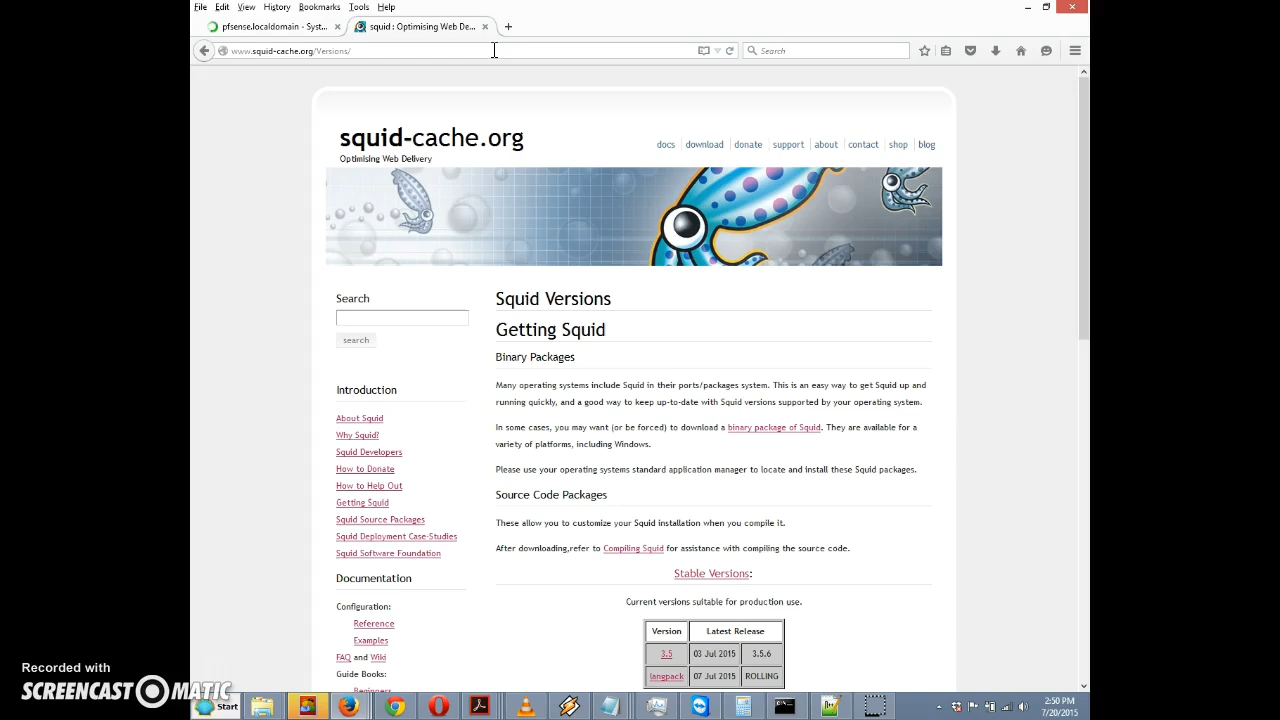 File Edit View History Bookmarks Tools Help
pfsense.localdomain - Syst...
squid : Optimising Web De...
www.squid-cache.org/Versions/
Search
squid-cache.org
Optimising Web Delivery
docs download donate support about contact shop blog
Search
search
Introduction
About Squid
Why Squid?
Squid Developers
How to Donate
How to Help Out
Getting Squid
Squid Source Packages
Squid Deployment Case-Studies
Squid Software Foundation
Documentation
Configuration:
Reference
Examples
FAQ and Wiki
Guide Books:
Beginners
Squid Versions
Getting Squid
Binary Packages
Many operating systems include Squid in their ports/packages system. This is an easy way to get Squid up and
running quickly, and a good way to keep up-to-date with Squid versions supported by your operating system.
In some cases, you may want (or be forced) to download a binary package of Squid. They are available for a
variety of platforms, including Windows.
Please use your operating systems standard application manager to locate and install these Squid packages.
Source Code Packages
These allow you to customize your Squid installation when you compile it.
After downloading,refer to Compiling Squid for assistance with compiling the source code.
Stable Versions:
Current versions suitable for production use.
Version Latest Release
3.5 03 Jul 2015 3.5.6
langpack 07 Jul 2015 ROLLING
Recorded with
SCREENCAST MATIC
Start
2:50 PM
7/20/2015